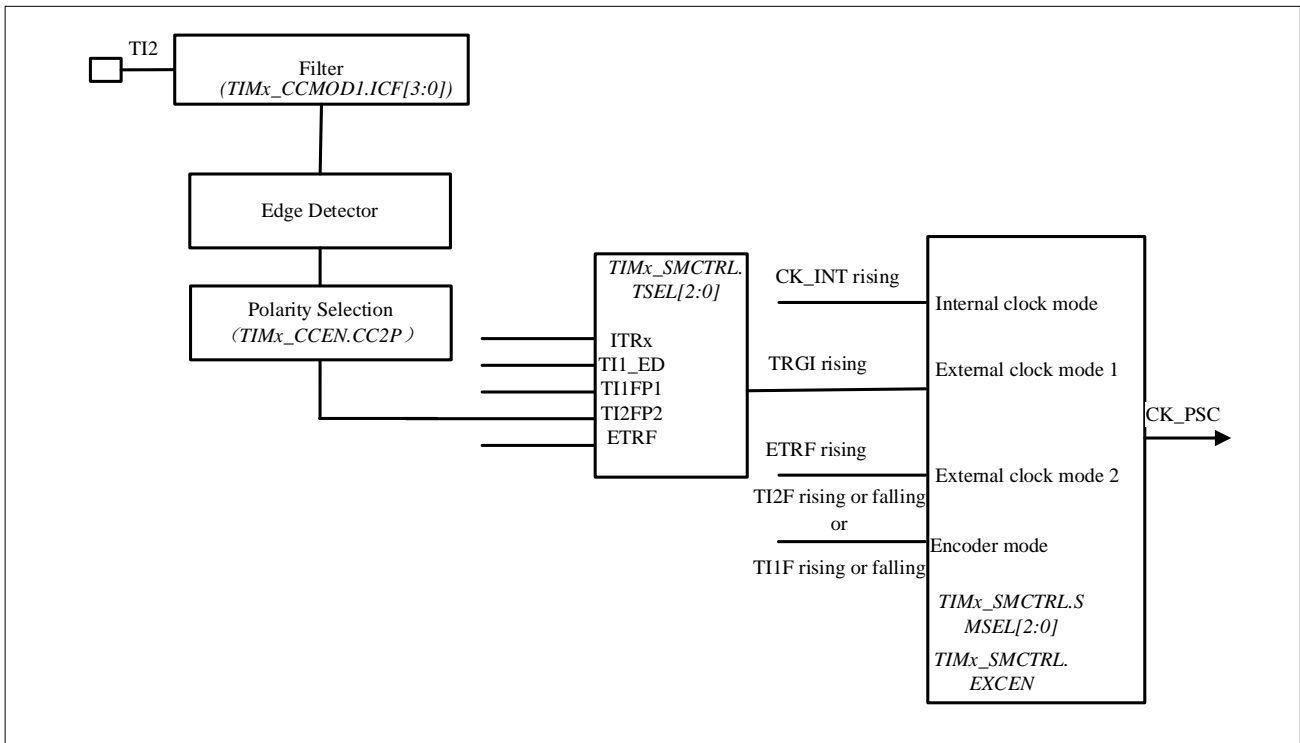 TI2
Filter
(TIMx_CCMOD1.ICF[3:0])
Edge Detector
Polarity Selection
（TIMx_CCEN.CC2P）
TIMx_SMCTRL.
TSEL[2:0]
ITRx
TI1_ED
TI1FP1
TI2FP2
ETRF
CK_INT rising
TRGI rising
ETRF rising
TI2F rising or falling
or
TI1F rising or falling
Internal clock mode
External clock mode 1
External clock mode 2
Encoder mode
TIMx_SMCTRL.S
MSEL[2:0]
TIMx_SMCTRL.
EXCEN
CK_PSC